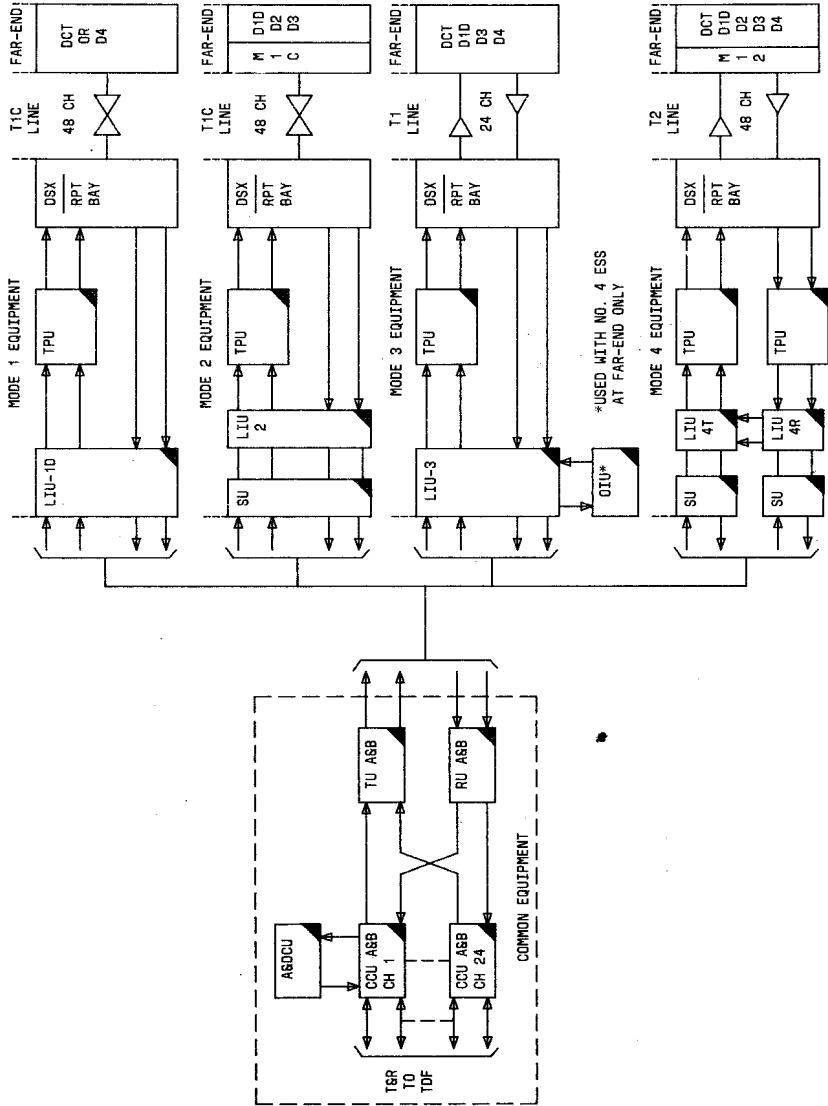 MODE 1 EQUIPMENT
LIU-1D
TPU
DSX
RPT
BAY
T1C
LINE
48 CH
FAR-END
DCT
OR
D4
MODE 2 EQUIPMENT
SU
LIU
2
TPU
DSX
RPT
BAY
T1C
LINE
48 CH
FAR-END
M
1
C
D1D
D2
D3
MODE 3 EQUIPMENT
LIU-3
OIU*
TPU
*USED WITH NO. 4 ESS
AT FAR-END ONLY
DSX
RPT
BAY
T1
LINE
24 CH
FAR-END
DCT
D1D
D3
D4
MODE 4 EQUIPMENT
SU
LIU
4T
TPU
SU
LIU
4R
TPU
DSX
RPT
BAY
T2
LINE
48 CH
FAR-END
M
1
2
DCT
D1D
D2
D3
D4
T&R
TO
TDF
A&DCU
CCU A&B
CH 1
CCU A&B
CH 24
TU A&B
RU A&B
COMMON EQUIPMENT